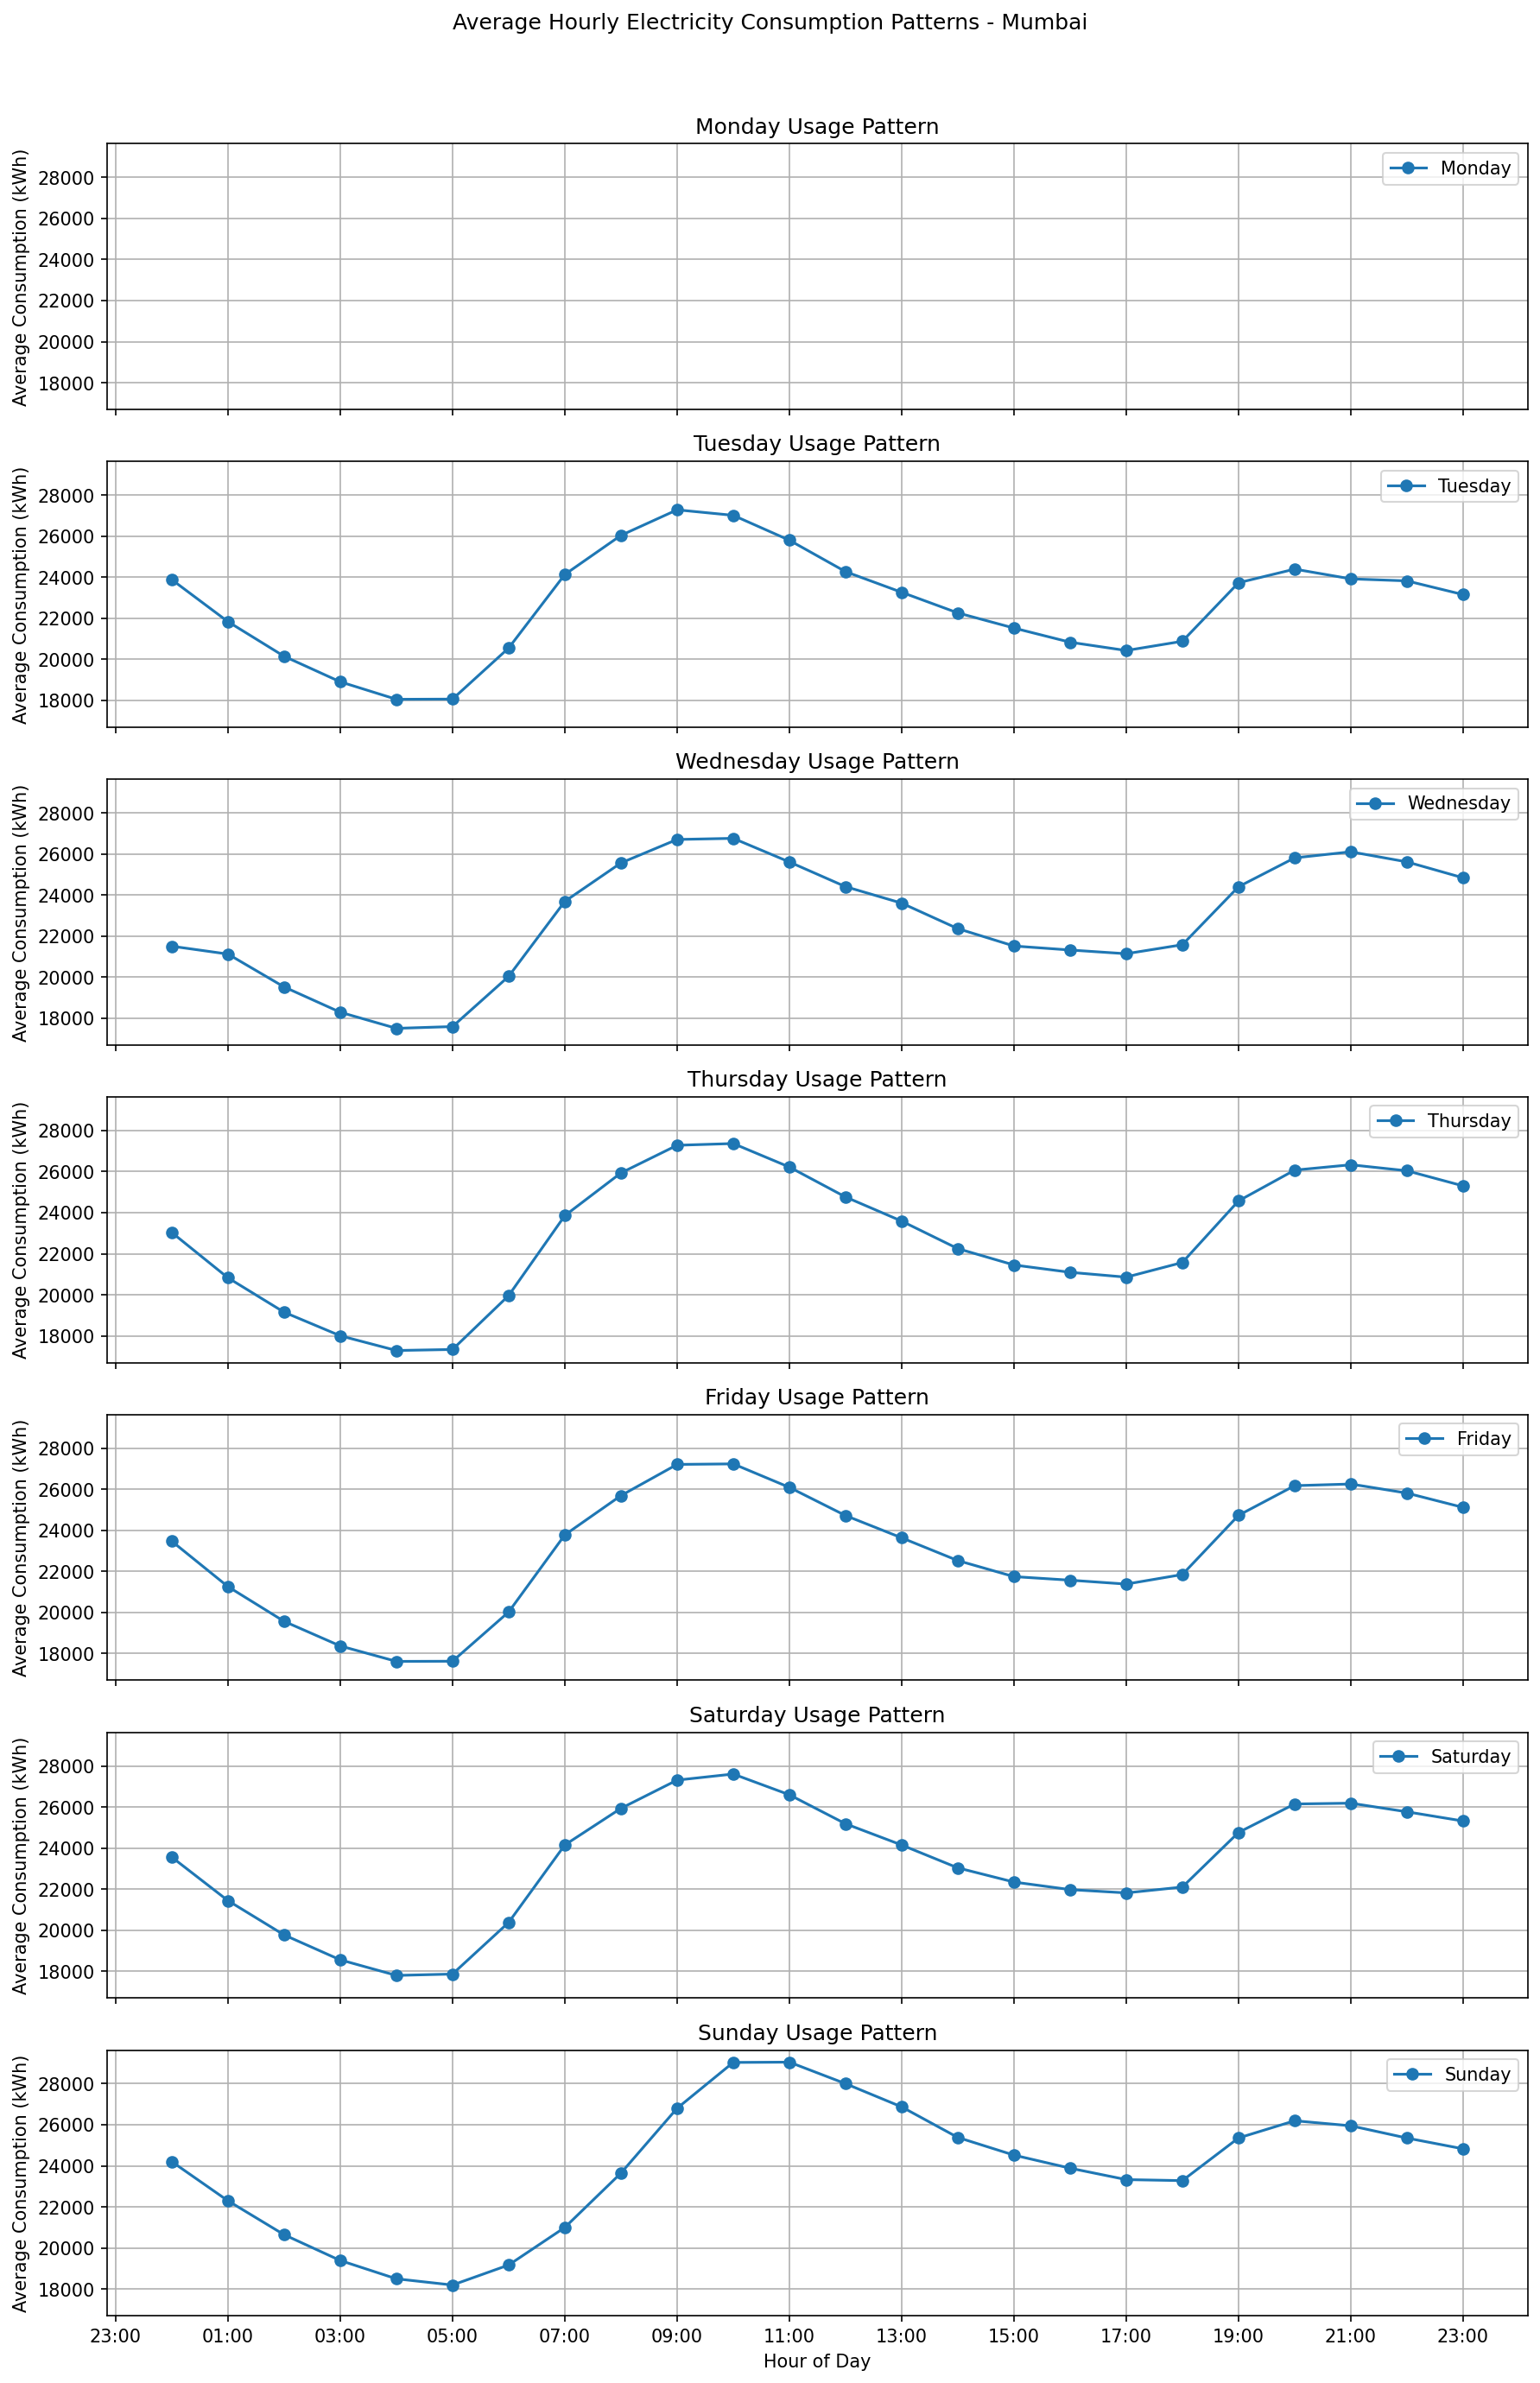 Average Hourly Electricity Consumption Patterns - Mumbai
Monday Usage Pattern
Average Consumption (kWh)
28000
26000
24000
22000
20000
18000
Monday
Tuesday Usage Pattern
Average Consumption (kWh)
28000
26000
24000
22000
20000
18000
Tuesday
Wednesday Usage Pattern
Average Consumption (kWh)
28000
26000
24000
22000
20000
18000
Wednesday
Thursday Usage Pattern
Average Consumption (kWh)
28000
26000
24000
22000
20000
18000
Thursday
Friday Usage Pattern
Average Consumption (kWh)
28000
26000
24000
22000
20000
18000
Friday
Saturday Usage Pattern
Average Consumption (kWh)
28000
26000
24000
22000
20000
18000
Saturday
Sunday Usage Pattern
Average Consumption (kWh)
28000
26000
24000
22000
20000
18000
Sunday
23:00 01:00 03:00 05:00 07:00 09:00 11:00 13:00 15:00 17:00 19:00 21:00 23:00
Hour of Day